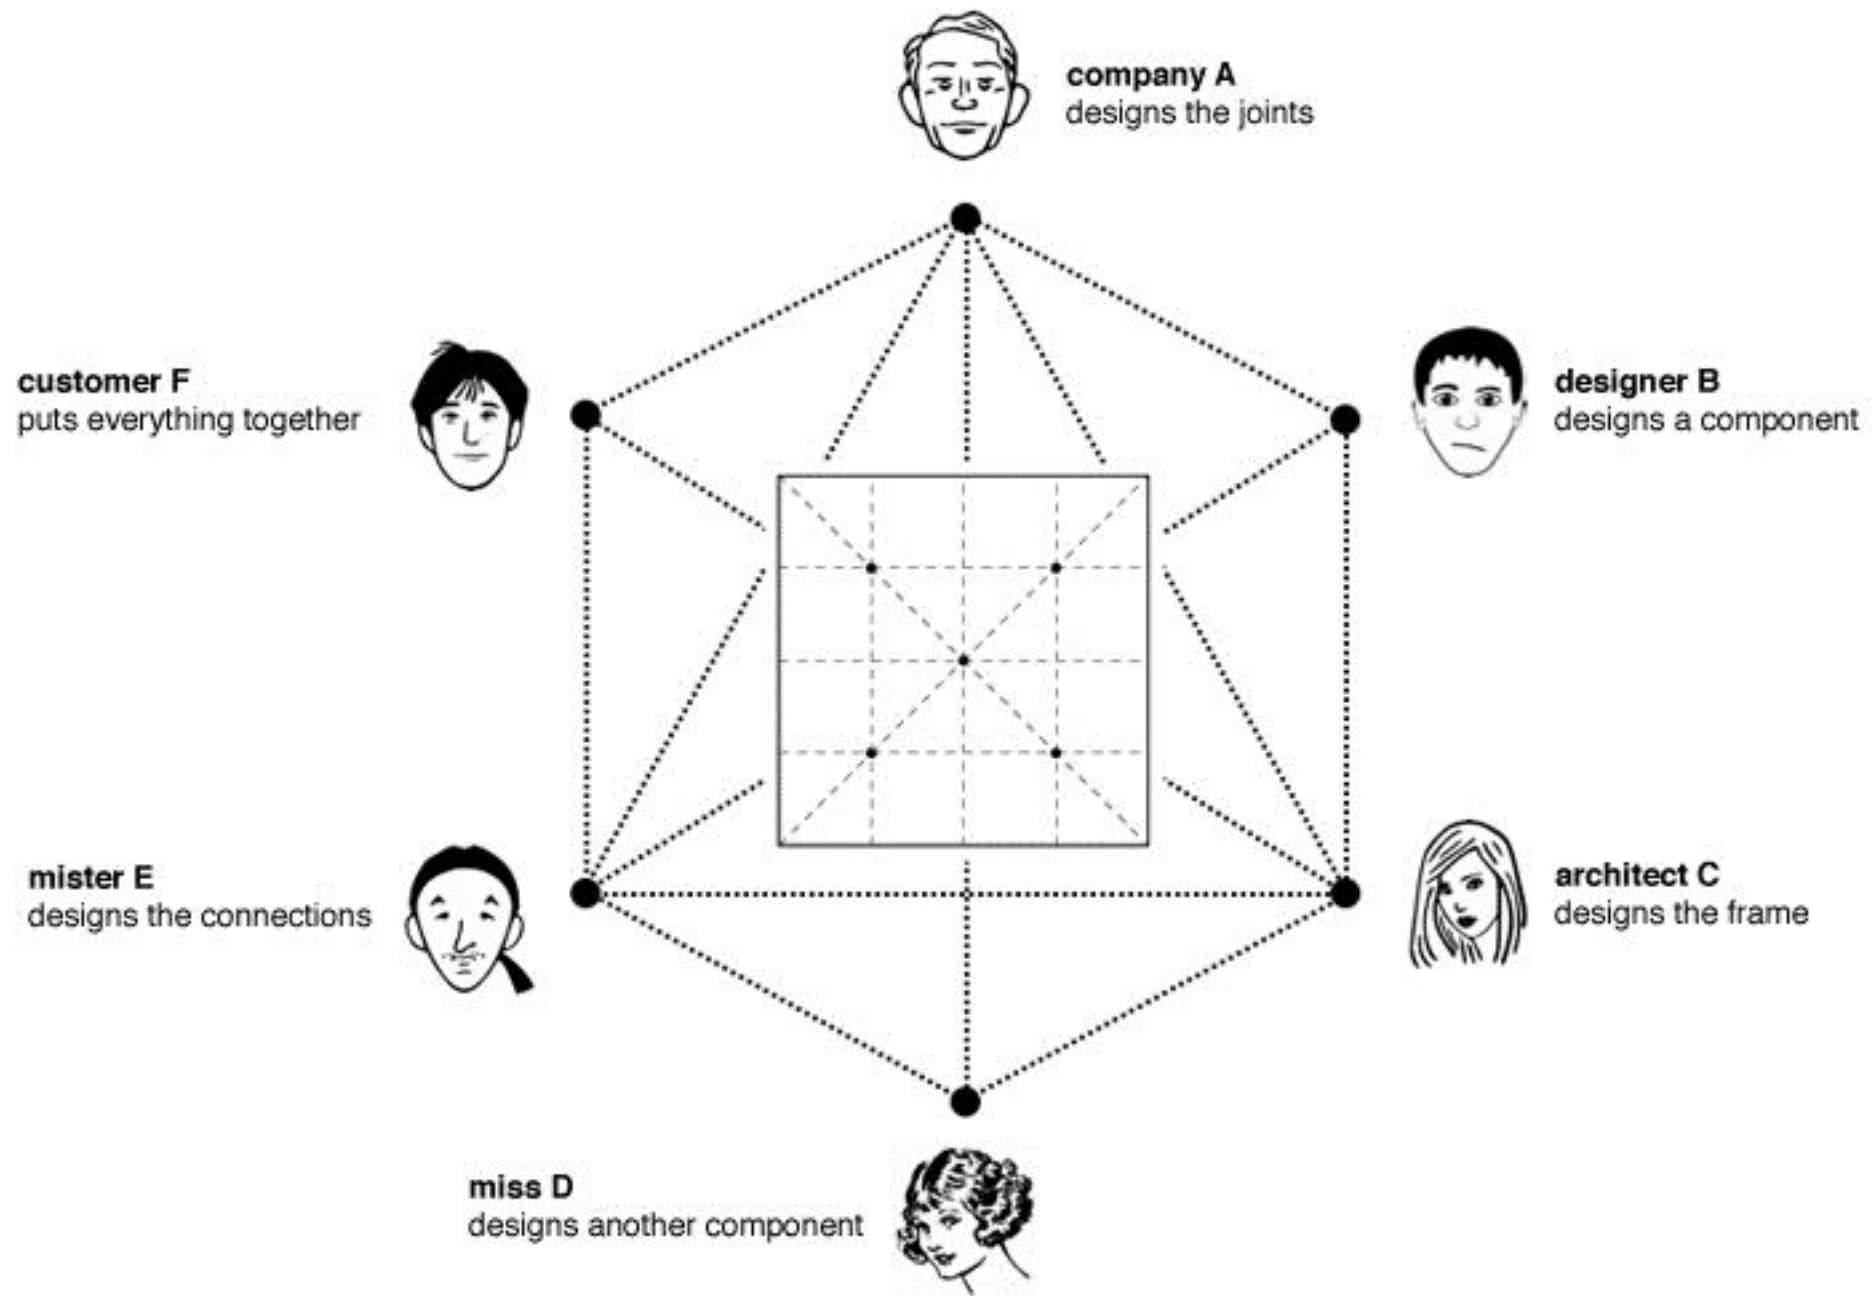 company A
designs the joints
customer F
puts everything together
designer B
designs a component
mister E
designs the connections
architect C
designs the frame
miss D
designs another component